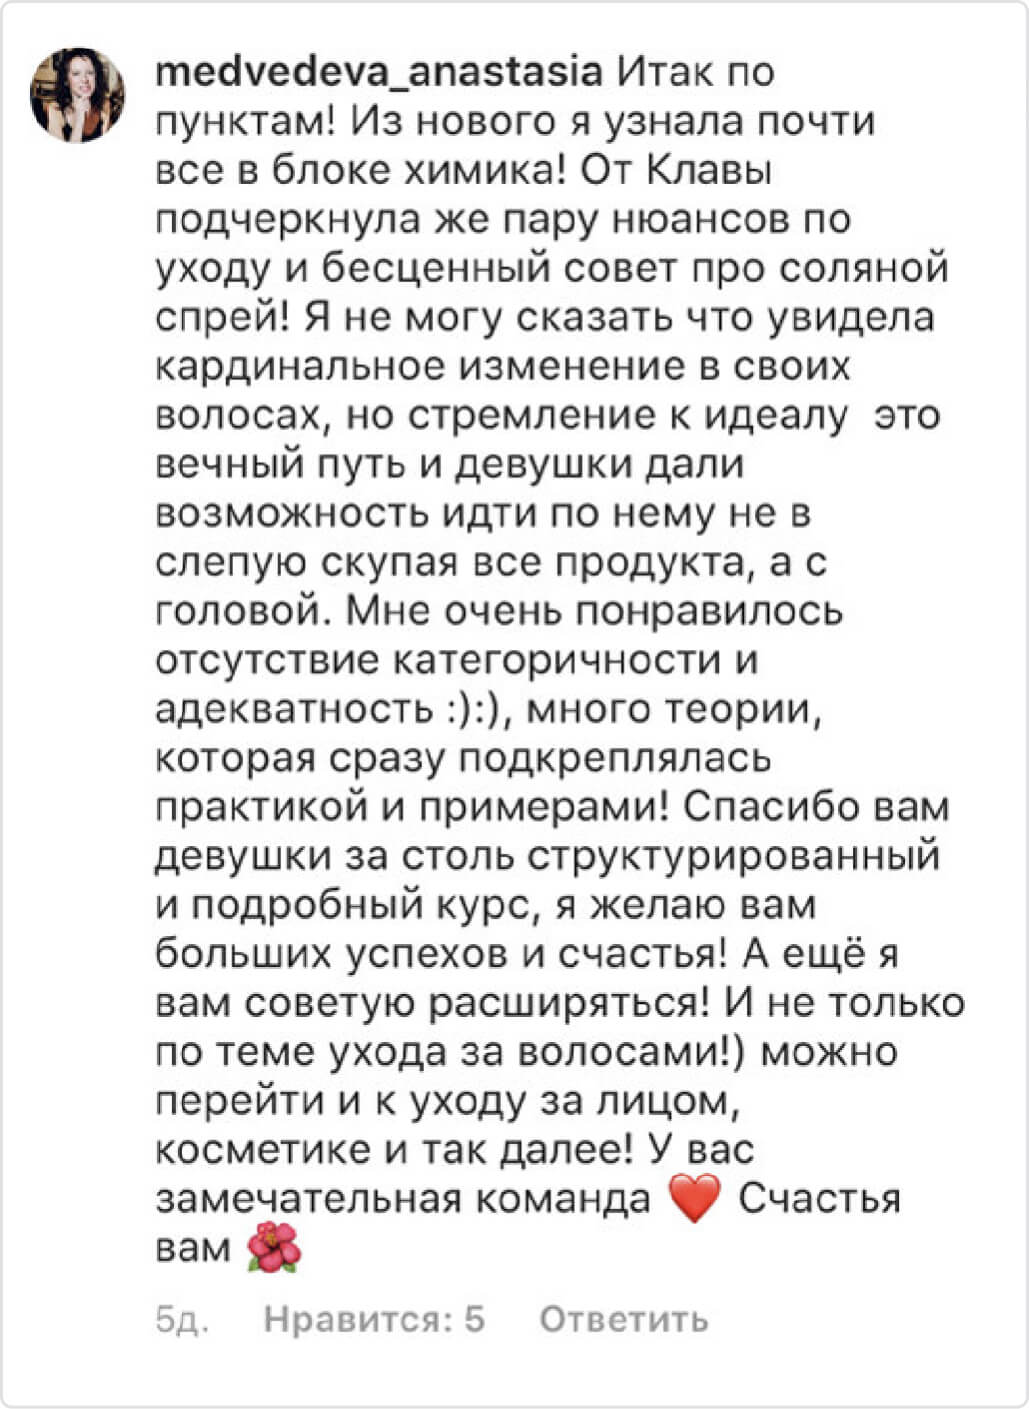 medvedeva_anastasia Итак по
пунктам! Из нового я узнала почти
все в блоке химика! От Клавы
подчеркнула же пару нюансов по
уходу и бесценный совет про соляной
спрей! Я не могу сказать что увидела
кардинальное изменение в своих
волосах, но стремление к идеалу  это
вечный путь и девушки дали
возможность идти по нему не в
слепую скупая все продукта, а с
головой. Мне очень понравилось
отсутствие категоричности и
адекватность :):), много теории,
которая сразу подкреплялась
практикой и примерами! Спасибо вам
девушки за столь структурированный
и подробный курс, я желаю вам
больших успехов и счастья! А ещё я
вам советую расширяться! И не только
по теме ухода за волосами!) можно
перейти и к уходу за лицом,
косметике и так далее! У вас
замечательная команда ❤️ Счастья
вам 🌺
5д. Нравится: 5 Ответить